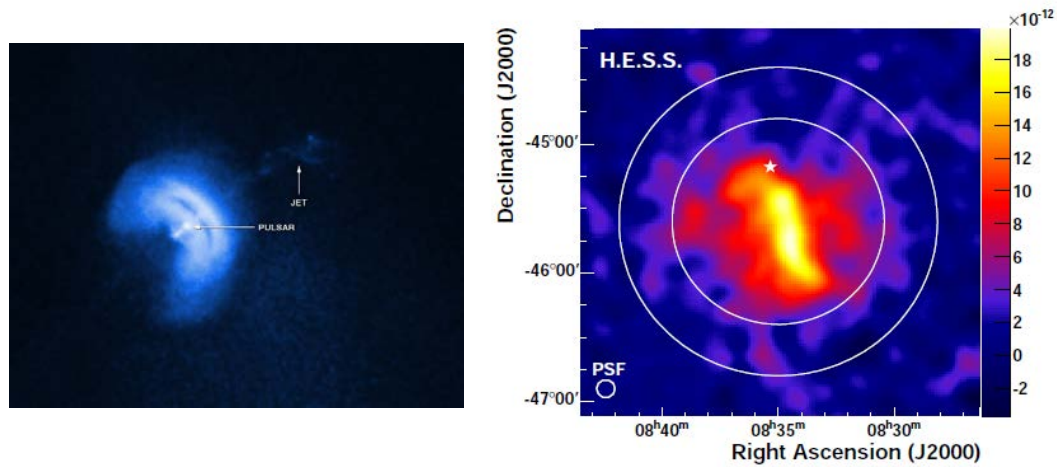 JET
PULSAR
×10⁻¹²
H.E.S.S.
18
16
14
12
10
8
6
4
2
0
-2
Declination (J2000)
-45°00'
-46°00'
-47°00'
PSF
08ʰ40ᵐ
08ʰ35ᵐ
08ʰ30ᵐ
Right Ascension (J2000)